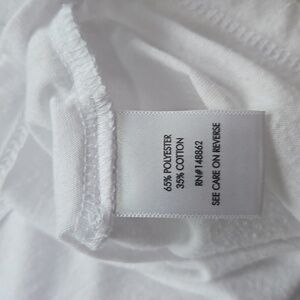 65% POLYESTER
35% COTTON
RN#148862
SEE CARE ON REVERSE